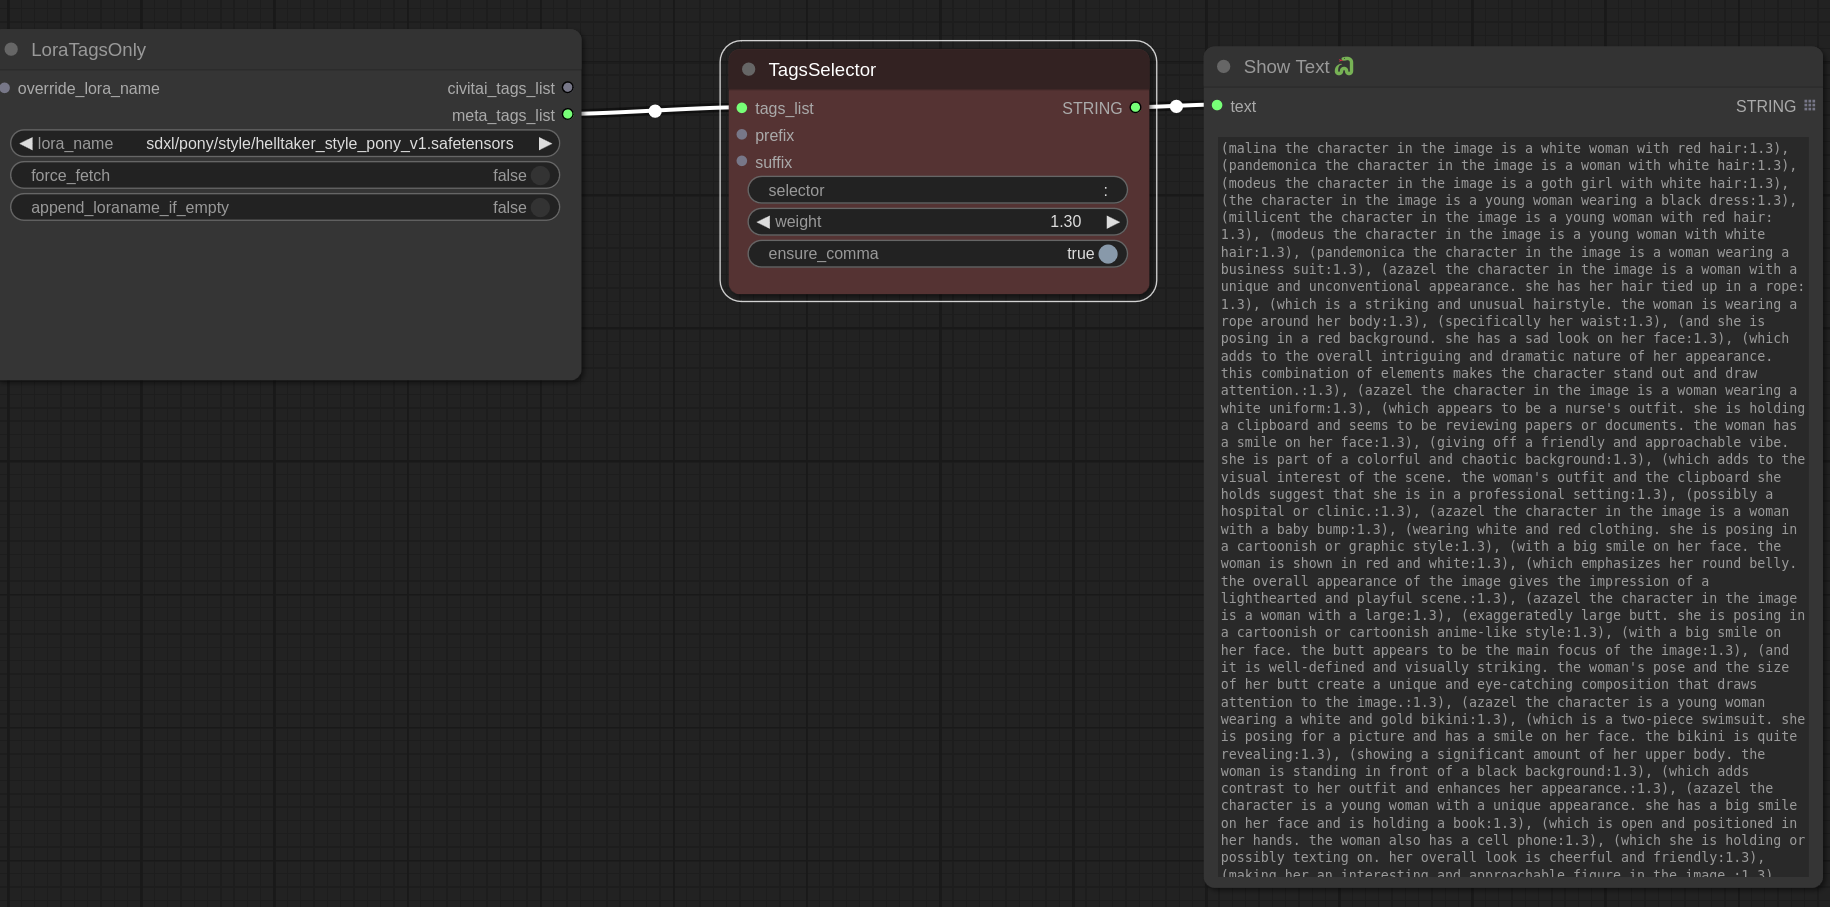 LoraTagsOnly
override_lora_name
civitai_tags_list
meta_tags_list
lora_name sdxl/pony/style/helltaker_style_pony_v1.safetensors
force_fetch false
append_loraname_if_empty false
TagsSelector
tags_list STRING
prefix
suffix
selector :
weight 1.30
ensure_comma true
Show Text
text STRING
(malina the character in the image is a white woman with red hair:1.3),
(pandemonica the character in the image is a woman with white hair:1.3),
(modeus the character in the image is a goth girl with white hair:1.3),
(the character in the image is a young woman wearing a black dress:1.3),
(millicent the character in the image is a young woman with red hair:
1.3), (modeus the character in the image is a young woman with white
hair:1.3), (pandemonica the character in the image is a woman wearing a
business suit:1.3), (azazel the character in the image is a woman with a
unique and unconventional appearance. she has her hair tied up in a rope:
1.3), (which is a striking and unusual hairstyle. the woman is wearing a
rope around her body:1.3), (specifically her waist:1.3), (and she is
posing in a red background. she has a sad look on her face:1.3), (which
adds to the overall intriguing and dramatic nature of her appearance.
this combination of elements makes the character stand out and draw
attention.:1.3), (azazel the character in the image is a woman wearing a
white uniform:1.3), (which appears to be a nurse's outfit. she is holding
a clipboard and seems to be reviewing papers or documents. the woman has
a smile on her face:1.3), (giving off a friendly and approachable vibe.
she is part of a colorful and chaotic background:1.3), (which adds to the
visual interest of the scene. the woman's outfit and the clipboard she
holds suggest that she is in a professional setting:1.3), (possibly a
hospital or clinic.:1.3), (azazel the character in the image is a woman
with a baby bump:1.3), (wearing white and red clothing. she is posing in
a cartoonish or graphic style:1.3), (with a big smile on her face. the
woman is shown in red and white:1.3), (which emphasizes her round belly.
the overall appearance of the image gives the impression of a
lighthearted and playful scene.:1.3), (azazel the character in the image
is a woman with a large:1.3), (exaggeratedly large butt. she is posing in
a cartoonish or cartoonish anime-like style:1.3), (with a big smile on
her face. the butt appears to be the main focus of the image:1.3), (and
it is well-defined and visually striking. the woman's pose and the size
of her butt create a unique and eye-catching composition that draws
attention to the image.:1.3), (azazel the character is a young woman
wearing a white and gold bikini:1.3), (which is a two-piece swimsuit. she
is posing for a picture and has a smile on her face. the bikini is quite
revealing:1.3), (showing a significant amount of her upper body. the
woman is standing in front of a black background:1.3), (which adds
contrast to her outfit and enhances her appearance.:1.3), (azazel the
character is a young woman with a unique appearance. she has a big smile
on her face and is holding a book:1.3), (which is open and positioned in
her hands. the woman also has a cell phone:1.3), (which she is holding or
possibly texting on. her overall look is cheerful and friendly:1.3),
(making her an interesting and approachable figure in the image.:1.3),